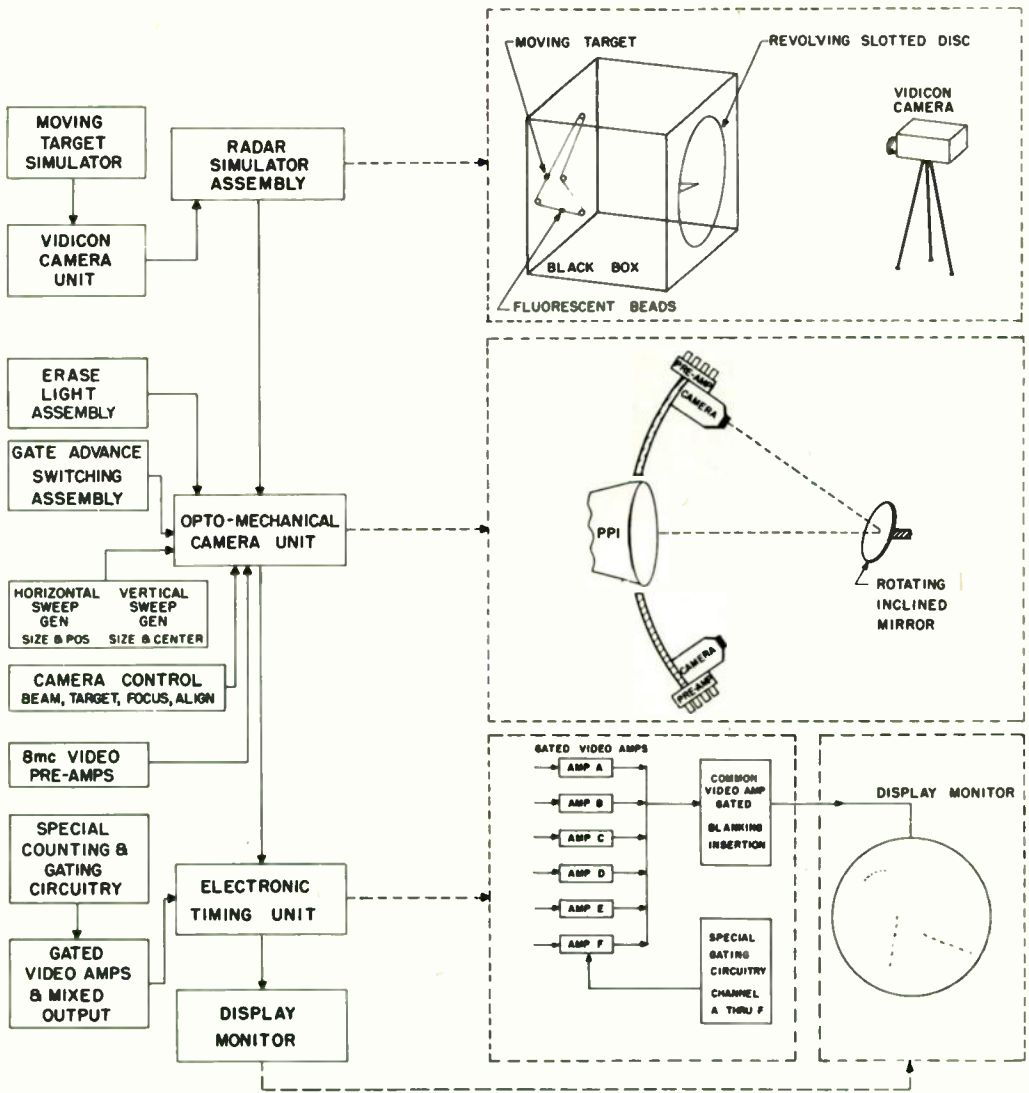 MOVING
TARGET
SIMULATOR
VIDICON
CAMERA
UNIT
RADAR
SIMULATOR
ASSEMBLY
MOVING TARGET
REVOLVING SLOTTED DISC
VIDICON
CAMERA
BLACK BOX
FLUORESCENT BEADS
ERASE
LIGHT
ASSEMBLY
GATE ADVANCE
SWITCHING
ASSEMBLY
OPTO-MECHANICAL
CAMERA UNIT
HORIZONTAL
SWEEP
GEN
SIZE & POS
VERTICAL
SWEEP
GEN
SIZE & CENTER
CAMERA CONTROL
BEAM, TARGET, FOCUS, ALIGN
8mc VIDEO
PRE-AMPS
PRE-AMP
CAMERA
PPI
ROTATING
INCLINED
MIRROR
CAMERA
PRE-AMP
SPECIAL
COUNTING &
GATING
CIRCUITRY
GATED
VIDEO AMPS
& MIXED
OUTPUT
ELECTRONIC
TIMING UNIT
DISPLAY
MONITOR
GATED VIDEO AMPS
AMP A
AMP B
AMP C
AMP D
AMP E
AMP F
COMMON
VIDEO AMP
GATED
BLANKING
INSERTION
SPECIAL
GATING
CIRCUITRY
CHANNEL
A THRU F
DISPLAY MONITOR